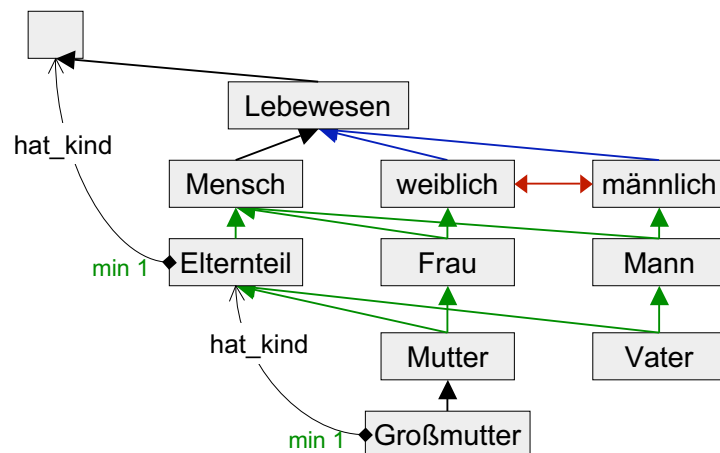 Lebewesen
hat_kind
Mensch
weiblich
männlich
min 1
Elternteil
Frau
Mann
hat_kind
Mutter
Vater
min 1
Großmutter